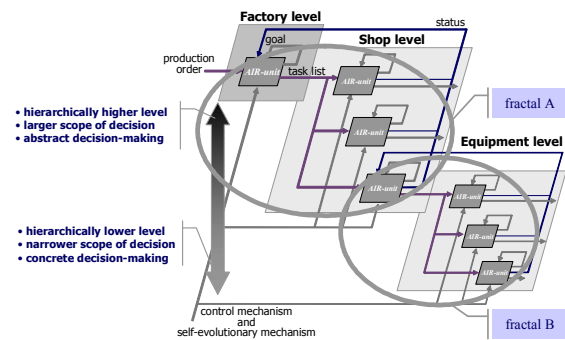 Factory level
status
goal
Shop level
production
order
AIR-unit
task list
AIR-unit
• hierarchically higher level
• larger scope of decision
• abstract decision-making
fractal A
AIR-unit
Equipment level
AIR-unit
AIR-unit
• hierarchically lower level
• narrower scope of decision
• concrete decision-making
AIR-unit
AIR-unit
control mechanism
and
self-evolutionary mechanism
fractal B